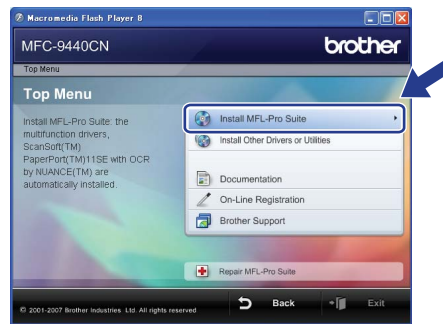 Macromedia Flash Player 8
MFC-9440CN
brother
Top Menu
Top Menu
Install MFL-Pro Suite: the
multifunction drivers,
ScanSoft(TM)
PaperPort(TM)11SE with OCR
by NUANCE(TM) are
automatically installed.
Install MFL-Pro Suite
Install Other Drivers or Utilities
Documentation
On-Line Registration
Brother Support
Repair MFL-Pro Suite
© 2001-2007 Brother Industries Ltd. All rights reserved
Back
Exit